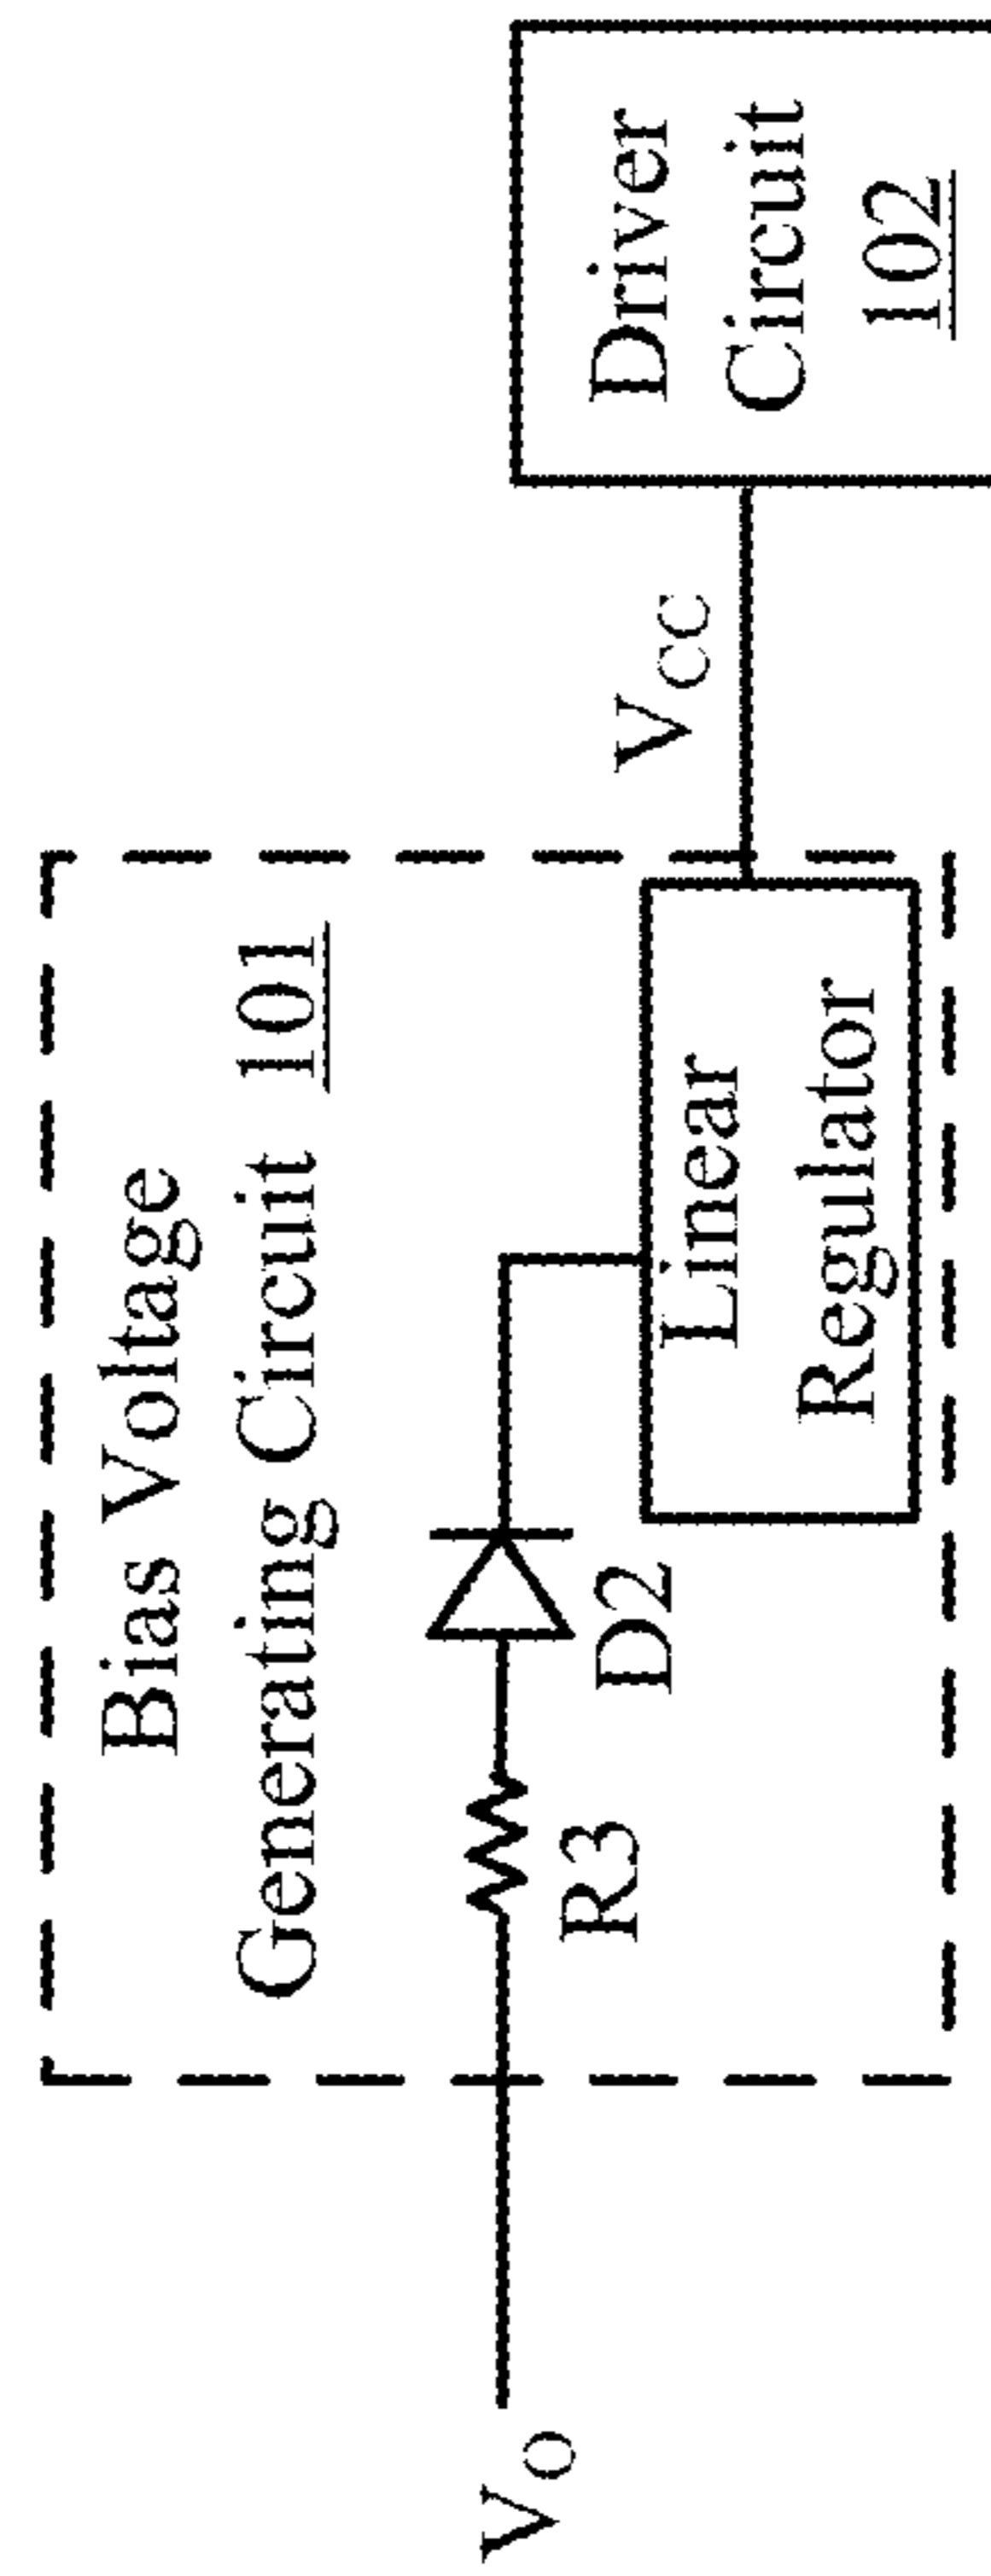 Bias Voltage
Generating Circuit 101
VO
R3
D2
Linear
Regulator
VCC
Driver
Circuit
102